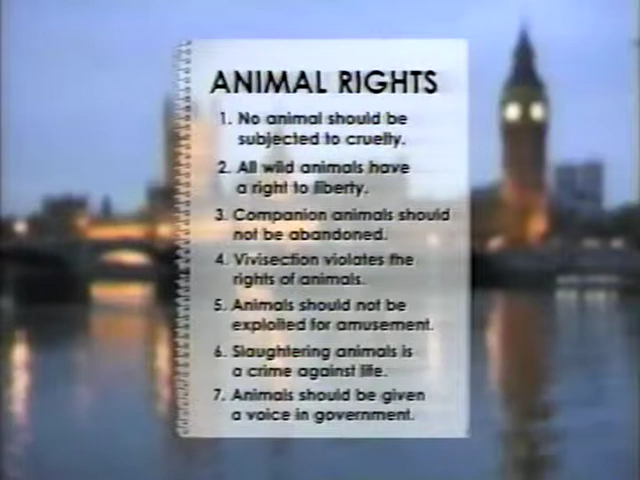 ANIMAL RIGHTS
1. No animal should be
subjected to cruelty.
2. All wild animals have
a right to liberty.
3. Companion animals should
not be abandoned.
4. Vivisection violates the
rights of animals.
5. Animals should not be
exploited for amusement.
6. Slaughtering animals is
a crime against life.
7. Animals should be given
a voice in government.